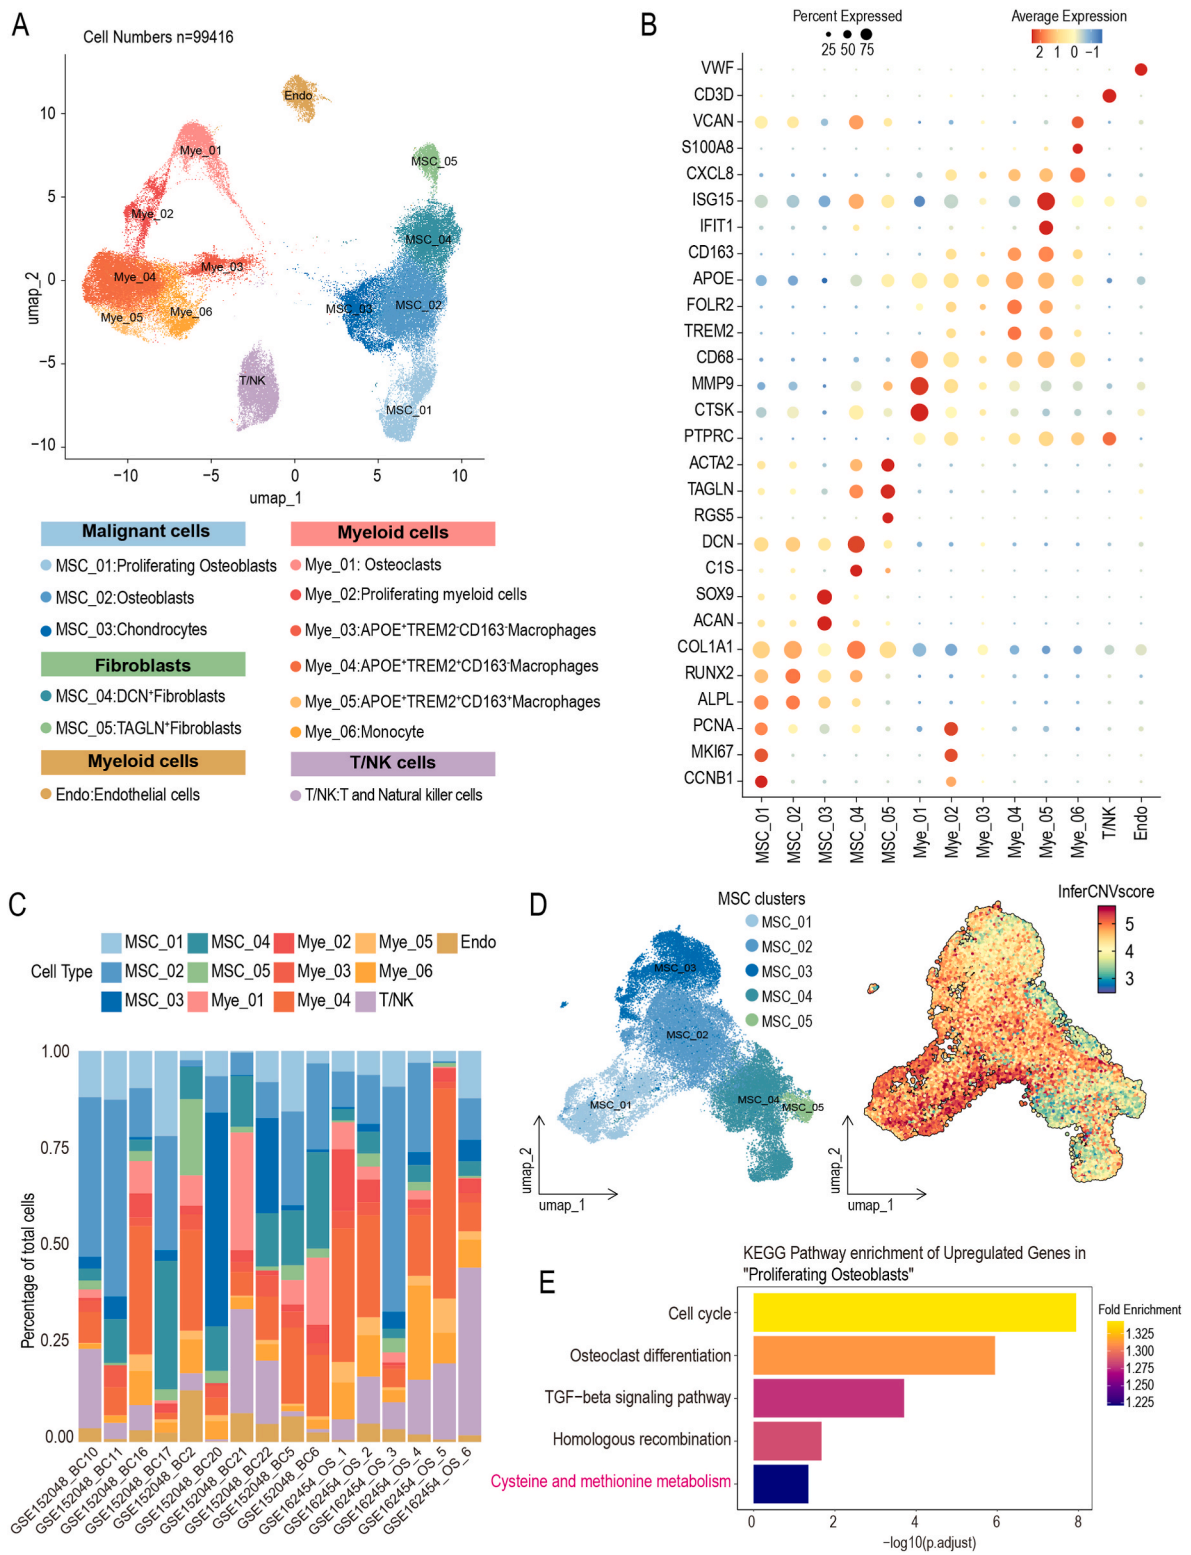 A
Cell Numbers n=99416
Endo
Mye_01
Mye_02
Mye_03
Mye_04
Mye_05
Mye_06
MSC_05
MSC_04
MSC_03
MSC_02
T/NK
MSC_01
10
5
0
−5
−10
umap_2
−10
−5
0
5
10
umap_1
Malignant cells
MSC_01:Proliferating Osteoblasts
MSC_02:Osteoblasts
MSC_03:Chondrocytes
Fibroblasts
MSC_04:DCN⁺Fibroblasts
MSC_05:TAGLN⁺Fibroblasts
Myeloid cells
Endo:Endothelial cells
Myeloid cells
Mye_01: Osteoclasts
Mye_02:Proliferating myeloid cells
Mye_03:APOE⁺TREM2⁻CD163⁻Macrophages
Mye_04:APOE⁺TREM2⁺CD163⁻Macrophages
Mye_05:APOE⁺TREM2⁺CD163⁺Macrophages
Mye_06:Monocyte
T/NK cells
T/NK:T and Natural killer cells
B
Percent Expressed
25 50 75
Average Expression
2 1 0 −1
VWF
CD3D
VCAN
S100A8
CXCL8
ISG15
IFIT1
CD163
APOE
FOLR2
TREM2
CD68
MMP9
CTSK
PTPRC
ACTA2
TAGLN
RGS5
DCN
C1S
SOX9
ACAN
COL1A1
RUNX2
ALPL
PCNA
MKI67
CCNB1
MSC_01
MSC_02
MSC_03
MSC_04
MSC_05
Mye_01
Mye_02
Mye_03
Mye_04
Mye_05
Mye_06
T/NK
Endo
C
Cell Type
MSC_01 MSC_04 Mye_02 Mye_05 Endo
MSC_02 MSC_05 Mye_03 Mye_06
MSC_03 Mye_01 Mye_04 T/NK
1.00
0.75
0.50
0.25
0.00
Percentage of total cells
GSE152048_BC10
GSE152048_BC11
GSE152048_BC16
GSE152048_BC17
GSE152048_BC2
GSE152048_BC20
GSE152048_BC21
GSE152048_BC22
GSE152048_BC5
GSE152048_BC6
GSE162454_OS_1
GSE162454_OS_2
GSE162454_OS_3
GSE162454_OS_4
GSE162454_OS_5
GSE162454_OS_6
D
MSC clusters
MSC_01
MSC_02
MSC_03
MSC_04
MSC_05
MSC_03
MSC_02
MSC_01
MSC_04
MSC_05
umap_2
umap_1
InferCNVscore
5
4
3
umap_2
umap_1
E
KEGG Pathway enrichment of Upregulated Genes in
"Proliferating Osteoblasts"
Cell cycle
Osteoclast differentiation
TGF−beta signaling pathway
Homologous recombination
Cysteine and methionine metabolism
0
2
4
6
8
−log10(p.adjust)
Fold Enrichment
1.325
1.300
1.275
1.250
1.225